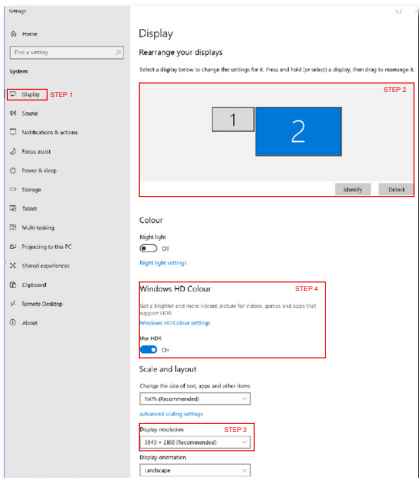 Settings
Home
Find a setting
System
Display STEP 1
Sound
Notifications & actions
Focus assist
Power & sleep
Storage
Tablet
Multi-tasking
Projecting to this PC
Shared experiences
Clipboard
Remote Desktop
About
Display
Rearrange your displays
Select a display below to change the settings for it. Press and hold (or select) a display, then drag to rearrange it.
STEP 2
1
2
Identify Detect
Colour
Night light
Off
Night light settings
Windows HD Colour STEP 4
Get a brighter and more vibrant picture for videos, games and apps that
support HDR.
Windows HD Colour settings
Use HDR
On
Scale and layout
Change the size of text, apps and other items
(Recommended)
Advanced scaling settings
Display resolution STEP 3
3840 × 2160 (Recommended)
Display orientation
Landscape